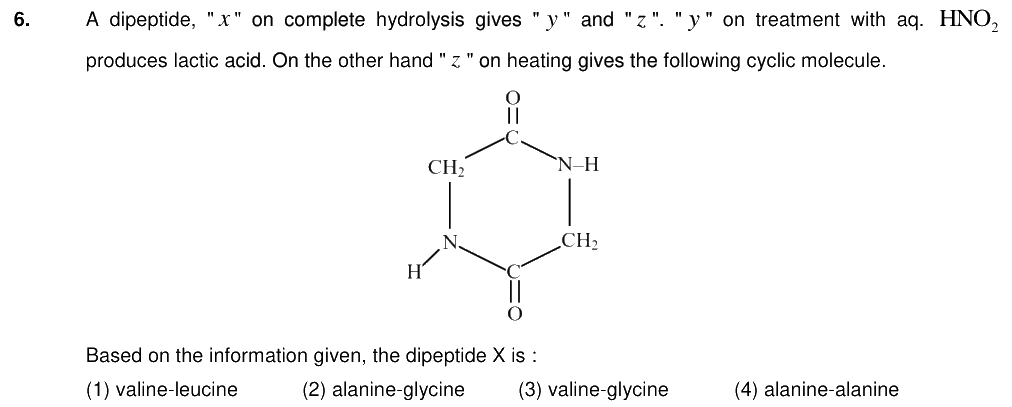 6. A dipeptide, "x" on complete hydrolysis gives "y" and "z". "y" on treatment with aq. HNO₂
produces lactic acid. On the other hand "z" on heating gives the following cyclic molecule.
O
C
CH₂ N–H
N CH₂
H C
O
Based on the information given, the dipeptide X is :
(1) valine-leucine (2) alanine-glycine (3) valine-glycine (4) alanine-alanine